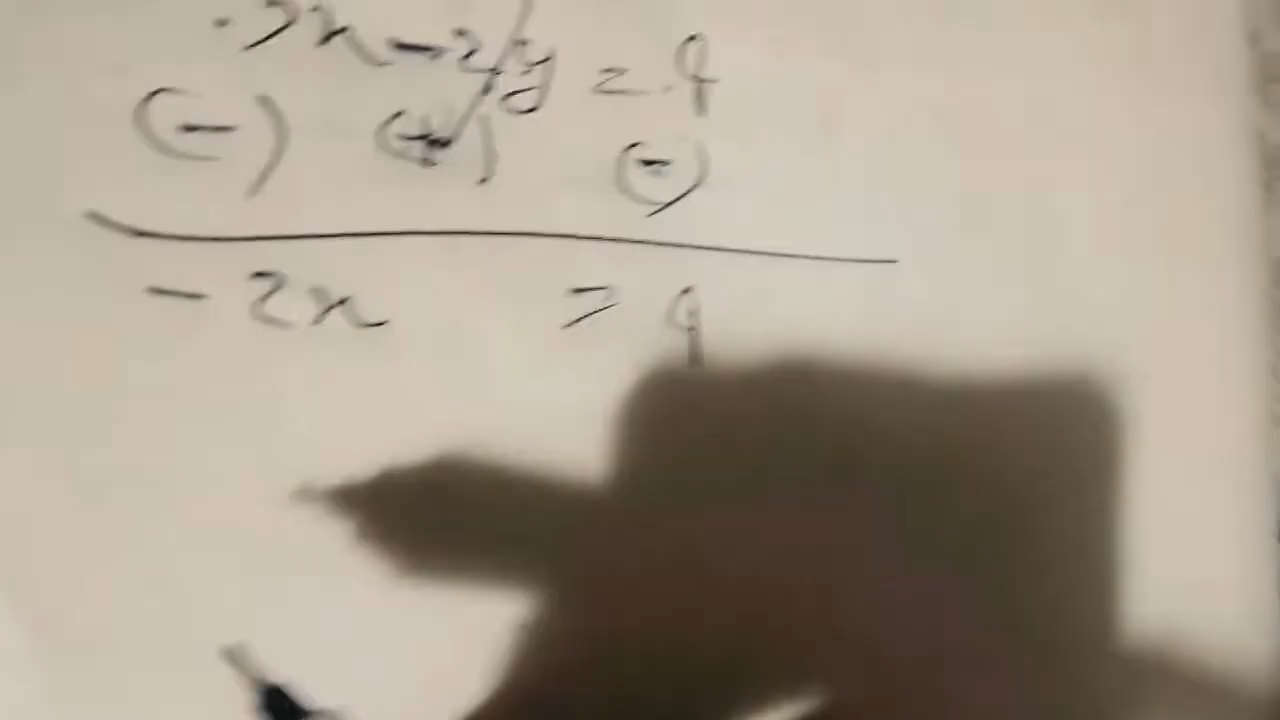 3x - 2y = 9
(-) (+) (-)
- 2x = 9